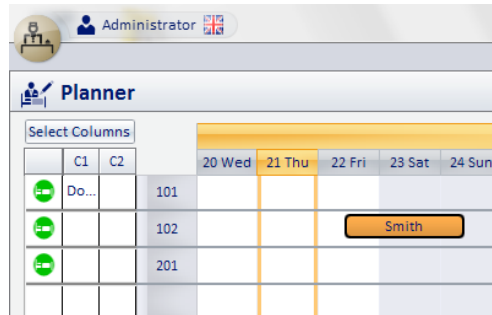 Administrator
Planner
Select Columns
C1 C2 20 Wed 21 Thu 22 Fri 23 Sat 24 Sun
Do... 101
102 Smith
201